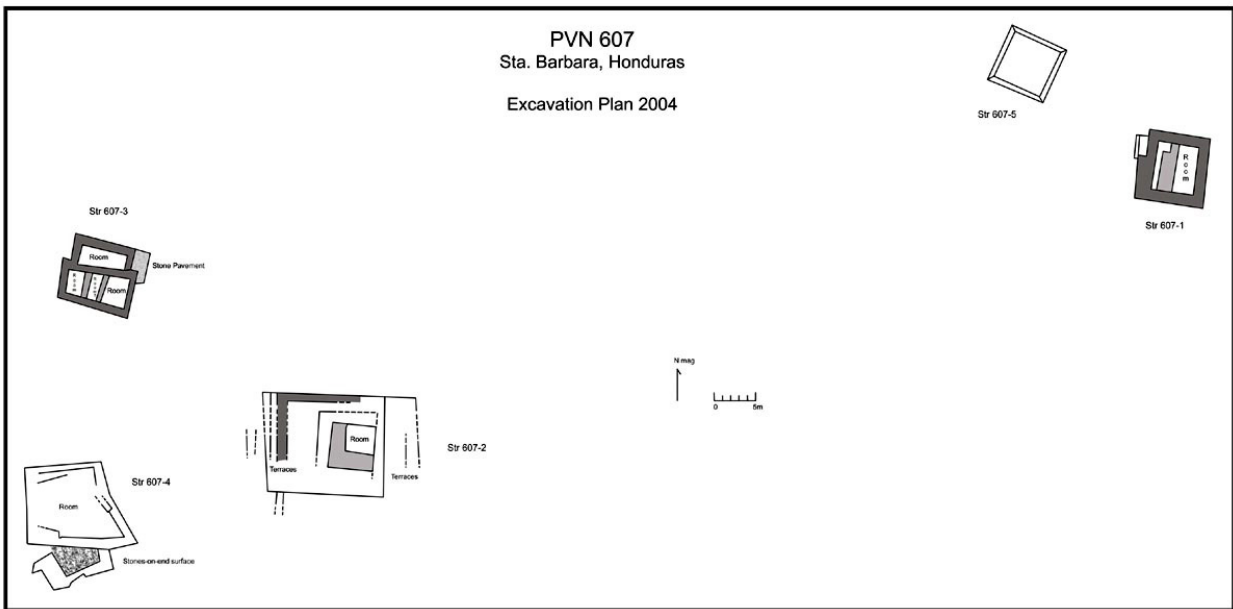 PVN 607
Sta. Barbara, Honduras
Excavation Plan 2004
Str 607-5
Room
Str 607-1
Str 607-3
Room
Stone Pavement
Room
Room
N mag
0 5m
Room
Str 607-2
Terraces
Terraces
Str 607-4
Room
Stones-on-end surface